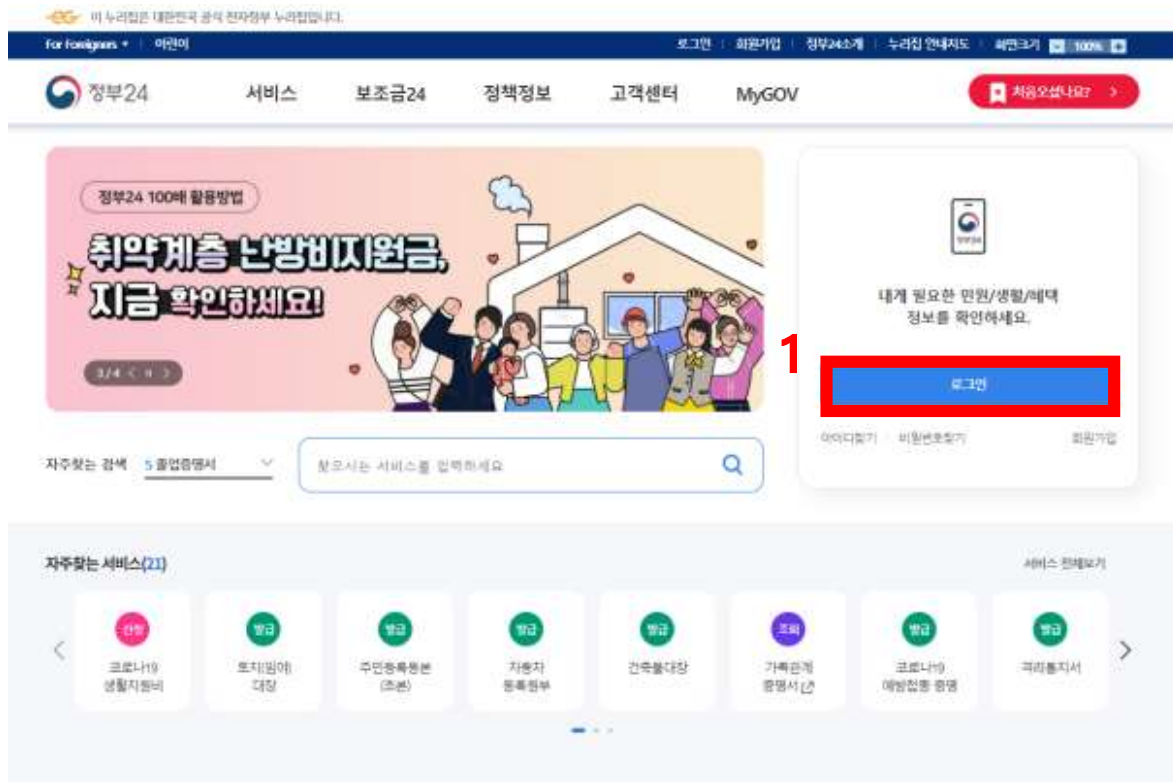 이 누리집은 대한민국 공식 전자정부 누리집입니다.
For Foreigners + 어린이 로그인 회원가입 정부24소개 누리집 안내지도 화면크기 100%
정부24 서비스 보조금24 정책정보 고객센터 MyGOV 처음오셨나요?
정부24 100배 활용방법
취약계층 난방비지원금,
지금 확인하세요!
3/4
정부24
내게 필요한 민원/생활/혜택
정보를 확인하세요.
1
로그인
아이디찾기 비밀번호찾기 회원가입
자주찾는 검색 5 졸업증명서 찾으시는 서비스를 입력하세요
자주찾는 서비스(21) 서비스 전체보기
신청 발급 발급 발급 발급 조회 발급 발급
코로나19 토지(임야) 주민등록등본 자동차 건축물대장 가족관계 코로나19 격리통지서
생활지원비 대장 (초본) 등록원부 증명서 예방접종 증명